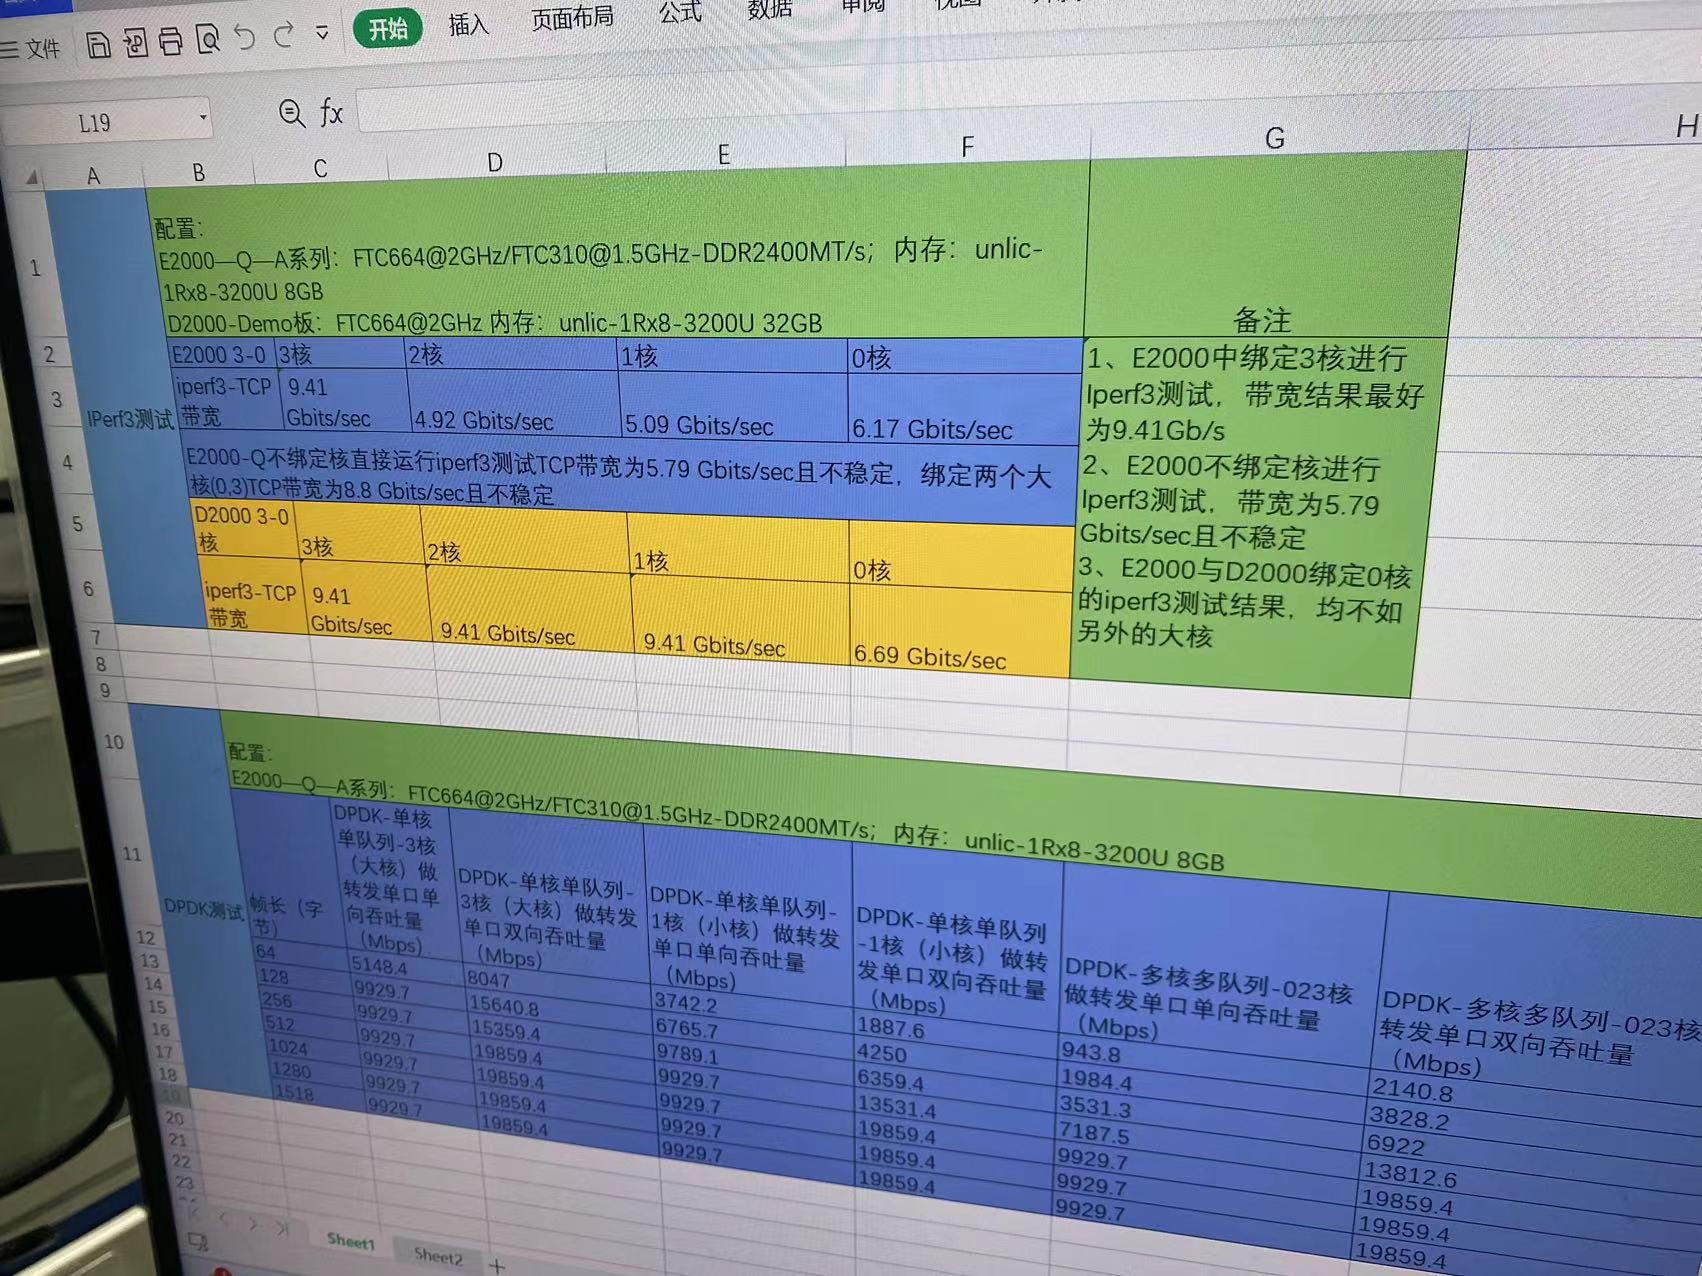 文件
开始
插入
页面布局
公式
数据
审阅
视图
L19
fx
A B C D E F G H
1
配置：
E2000—Q—A系列：FTC664@2GHz/FTC310@1.5GHz-DDR2400MT/s； 内存：unlic-
1Rx8-3200U 8GB
D2000-Demo板：FTC664@2GHz 内存：unlic-1Rx8-3200U 32GB
备注
IPerf3测试
2
E2000 3-0 3核 2核 1核 0核
3
iperf3-TCP
带宽
9.41
Gbits/sec
4.92 Gbits/sec
5.09 Gbits/sec
6.17 Gbits/sec
4
E2000-Q不绑定核直接运行iperf3测试TCP带宽为5.79 Gbits/sec且不稳定，绑定两个大
核(0,3)TCP带宽为8.8 Gbits/sec且不稳定
5
D2000 3-0
核
3核 2核 1核 0核
6
iperf3-TCP
带宽
9.41
Gbits/sec
9.41 Gbits/sec
9.41 Gbits/sec
6.69 Gbits/sec
1、E2000中绑定3核进行
Iperf3测试，带宽结果最好
为9.41Gb/s
2、E2000不绑定核进行
Iperf3测试，带宽为5.79
Gbits/sec且不稳定
3、E2000与D2000绑定0核
的iperf3测试结果，均不如
另外的大核
7
8
9
10
配置：
E2000—Q—A系列：FTC664@2GHz/FTC310@1.5GHz-DDR2400MT/s； 内存：unlic-1Rx8-3200U 8GB
DPDK测试
11
帧长（字
节）
DPDK-单核
单队列-3核
（大核）做
转发单口单
向吞吐量
（Mbps）
DPDK-单核单队列-
3核（大核）做转发
单口双向吞吐量
（Mbps）
DPDK-单核单队列-
1核（小核）做转发
单口单向吞吐量
（Mbps）
DPDK-单核单队列
-1核（小核）做转
发单口双向吞吐量
（Mbps）
DPDK-多核多队列-023核
做转发单口单向吞吐量
（Mbps）
DPDK-多核多队列-023核
转发单口双向吞吐量
（Mbps）
12
64 5148.4 8047 3742.2 1887.6 943.8 2140.8
13
128 9929.7 15640.8 6765.7 4250 1984.4 3828.2
14
256 9929.7 15359.4 9789.1 6359.4 3531.3 6922
15
512 9929.7 19859.4 9929.7 13531.4 7187.5 13812.6
16
1024 9929.7 19859.4 9929.7 19859.4 9929.7 19859.4
17
1280 9929.7 19859.4 9929.7 19859.4 9929.7 19859.4
18
1518 9929.7 19859.4 9929.7 19859.4 9929.7 19859.4
19
20
21
22
23
Sheet1 Sheet2 +